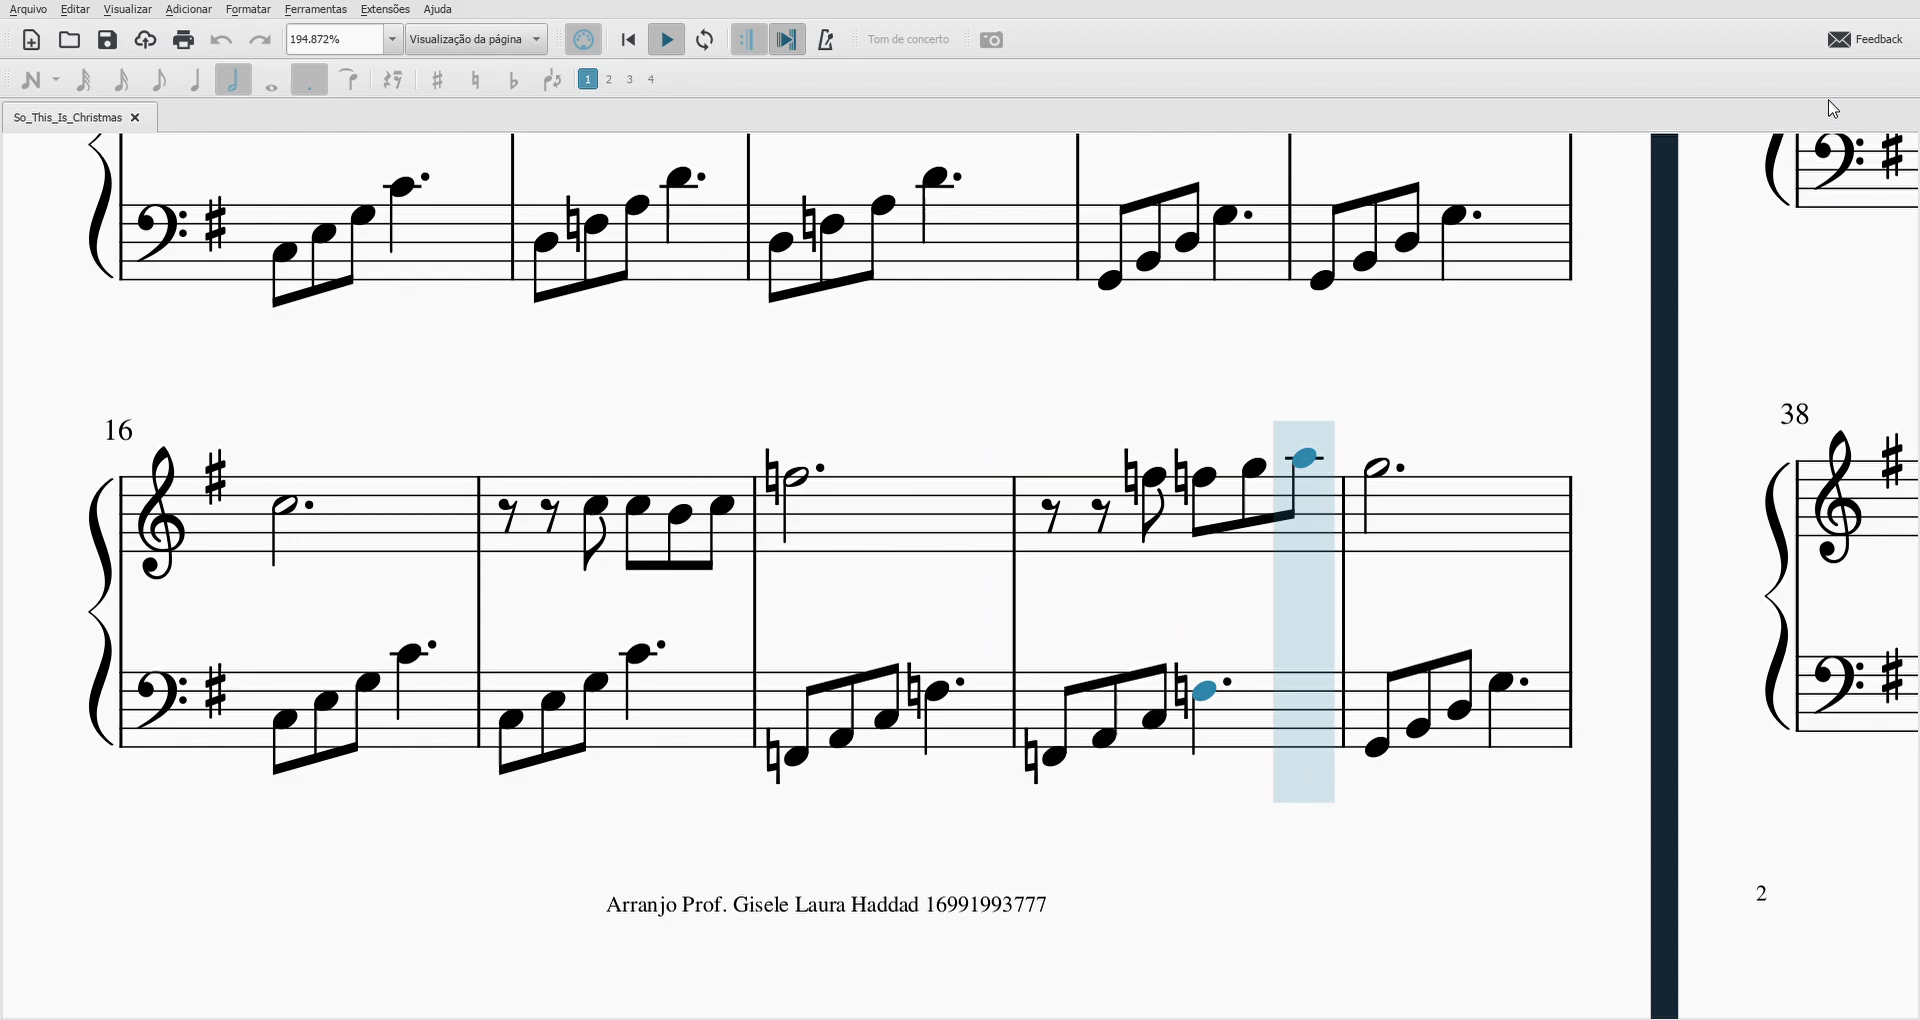 Arquivo Editar Visualizar Adicionar Formatar Ferramentas Extensões Ajuda
194.872% Visualização da página Tom de concerto Feedback
1 2 3 4
So_This_Is_Christmas
16
38
Arranjo Prof. Gisele Laura Haddad 16991993777
2